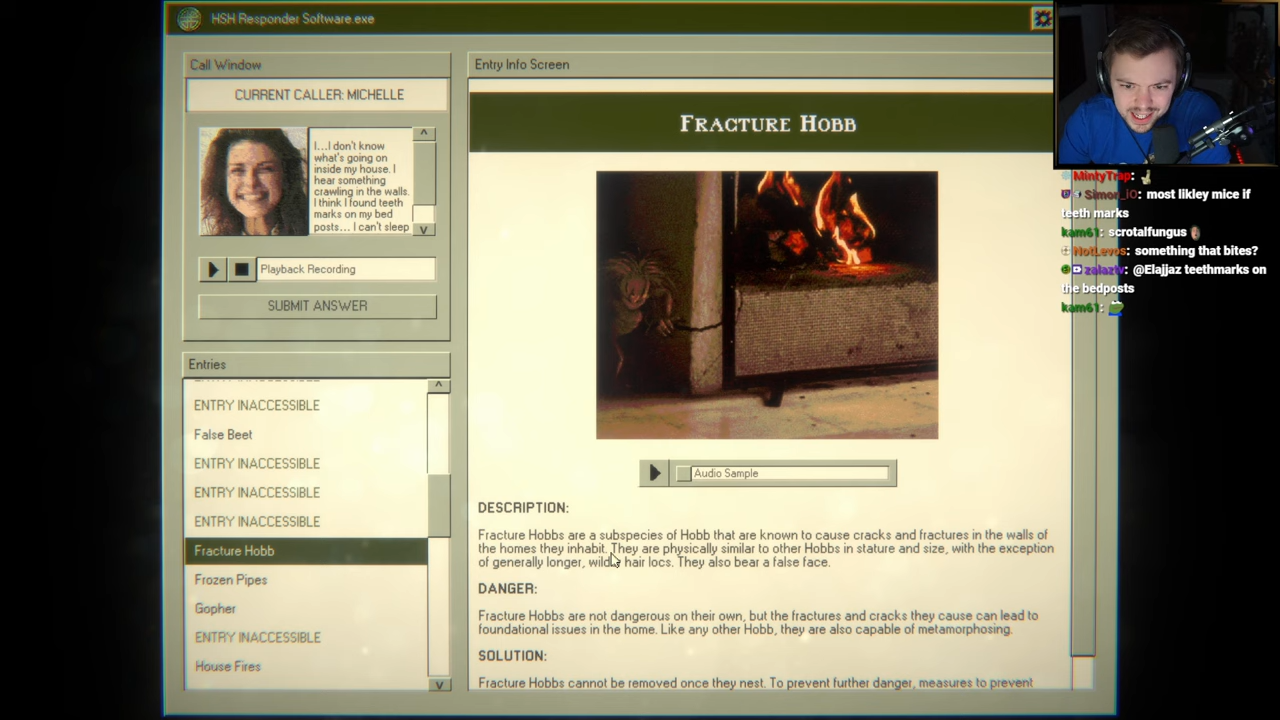 HSH Responder Software.exe
Call Window
CURRENT CALLER: MICHELLE
I...I don't know
what's going on
inside my house. I
hear something
crawling in the walls.
I think I found teeth
marks on my bed
posts... I can't sleep
Playback Recording
SUBMIT ANSWER
Entries
ENTRY INACCESSIBLE
ENTRY INACCESSIBLE
False Beet
ENTRY INACCESSIBLE
ENTRY INACCESSIBLE
ENTRY INACCESSIBLE
Fracture Hobb
Frozen Pipes
Gopher
ENTRY INACCESSIBLE
House Fires
Entry Info Screen
FRACTURE HOBB
Audio Sample
DESCRIPTION:
Fracture Hobbs are a subspecies of Hobb that are known to cause cracks and fractures in the walls of
the homes they inhabit. They are physically similar to other Hobbs in stature and size, with the exception
of generally longer, wilder hair locs. They also bear a false face.
DANGER:
Fracture Hobbs are not dangerous on their own, but the fractures and cracks they cause can lead to
foundational issues in the home. Like any other Hobb, they are also capable of metamorphosing.
SOLUTION:
Fracture Hobbs cannot be removed once they nest. To prevent further danger, measures to prevent
MintyTrap:
Simon_iO: most likley mice if
teeth marks
kam61: scrotalfungus
NotLevos: something that bites?
zalaztv: @Elajjaz teethmarks on
the bedposts
kam61: